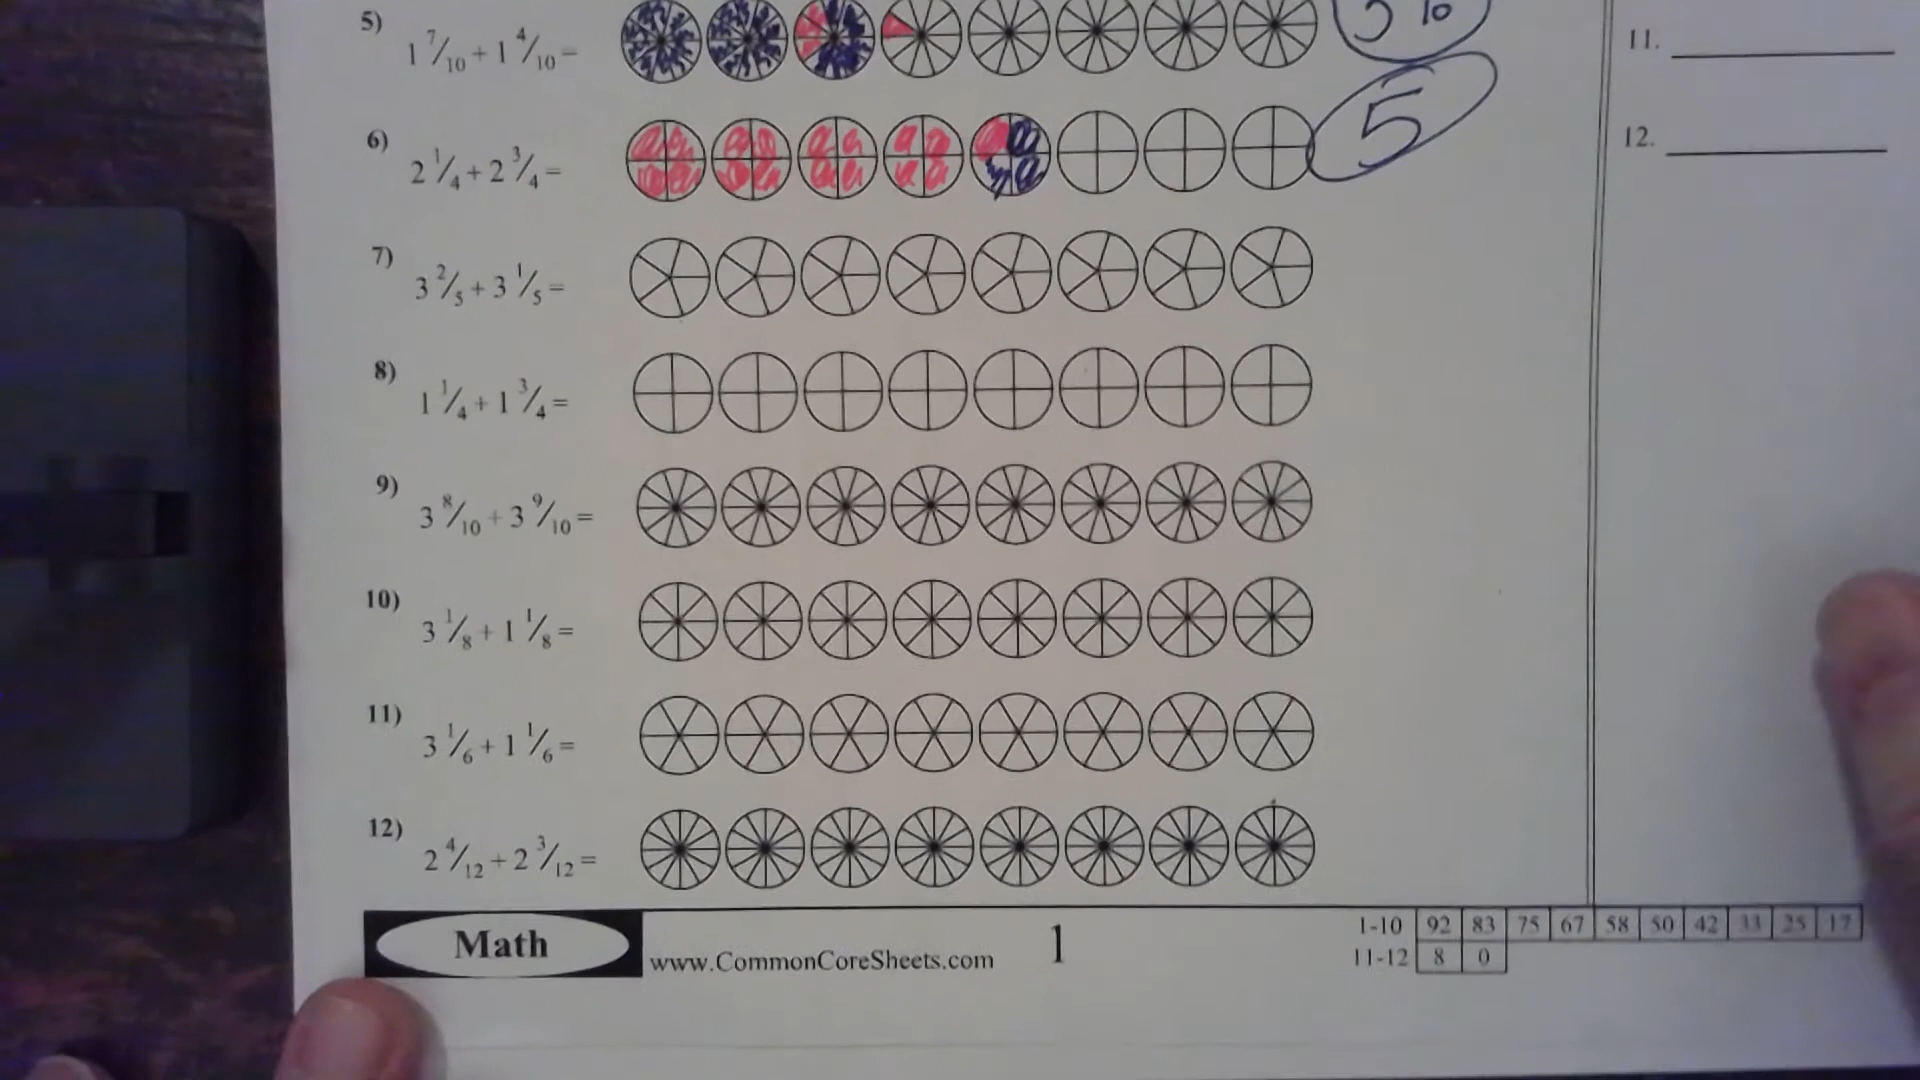 5) 1 7/10 + 1 4/10 = 3 1/10
11.
6) 2 1/4 + 2 3/4 = 5
12.
7) 3 2/5 + 3 1/5 =
8) 1 1/4 + 1 3/4 =
9) 3 8/10 + 3 9/10 =
10) 3 1/8 + 1 1/8 =
11) 3 1/6 + 1 1/6 =
12) 2 4/12 + 2 3/12 =
Math www.CommonCoreSheets.com 1
1-10 92 83 75 67 58 50 42 33 25 17
11-12 8 0